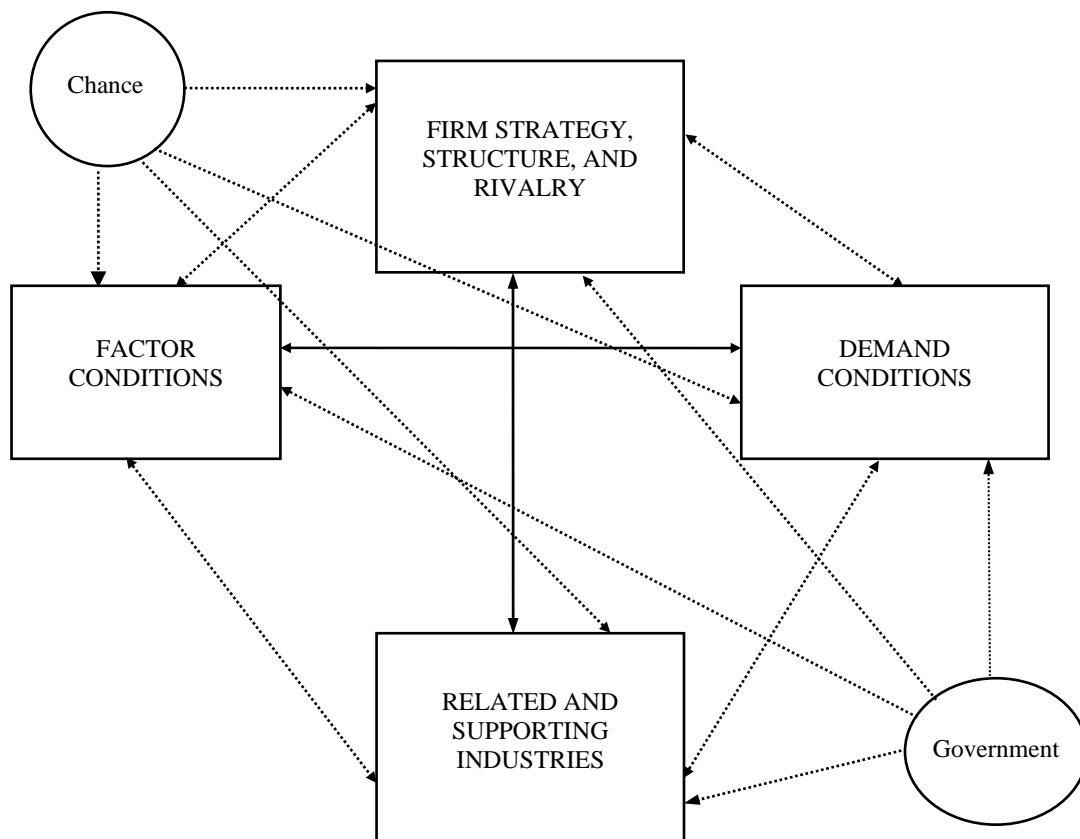 Chance
FIRM STRATEGY,
STRUCTURE, AND
RIVALRY
FACTOR
CONDITIONS
DEMAND
CONDITIONS
RELATED AND
SUPPORTING
INDUSTRIES
Government